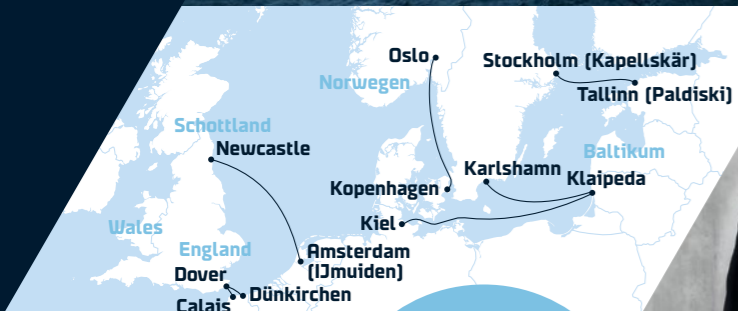 Oslo
Stockholm (Kapellskär)
Norwegen
Tallinn (Paldiski)
Schottland
Newcastle
Baltikum
Karlshamn
Klaipeda
Kopenhagen
Kiel
Wales
England
Amsterdam
(IJmuiden)
Dover
Dünkirchen
Calais